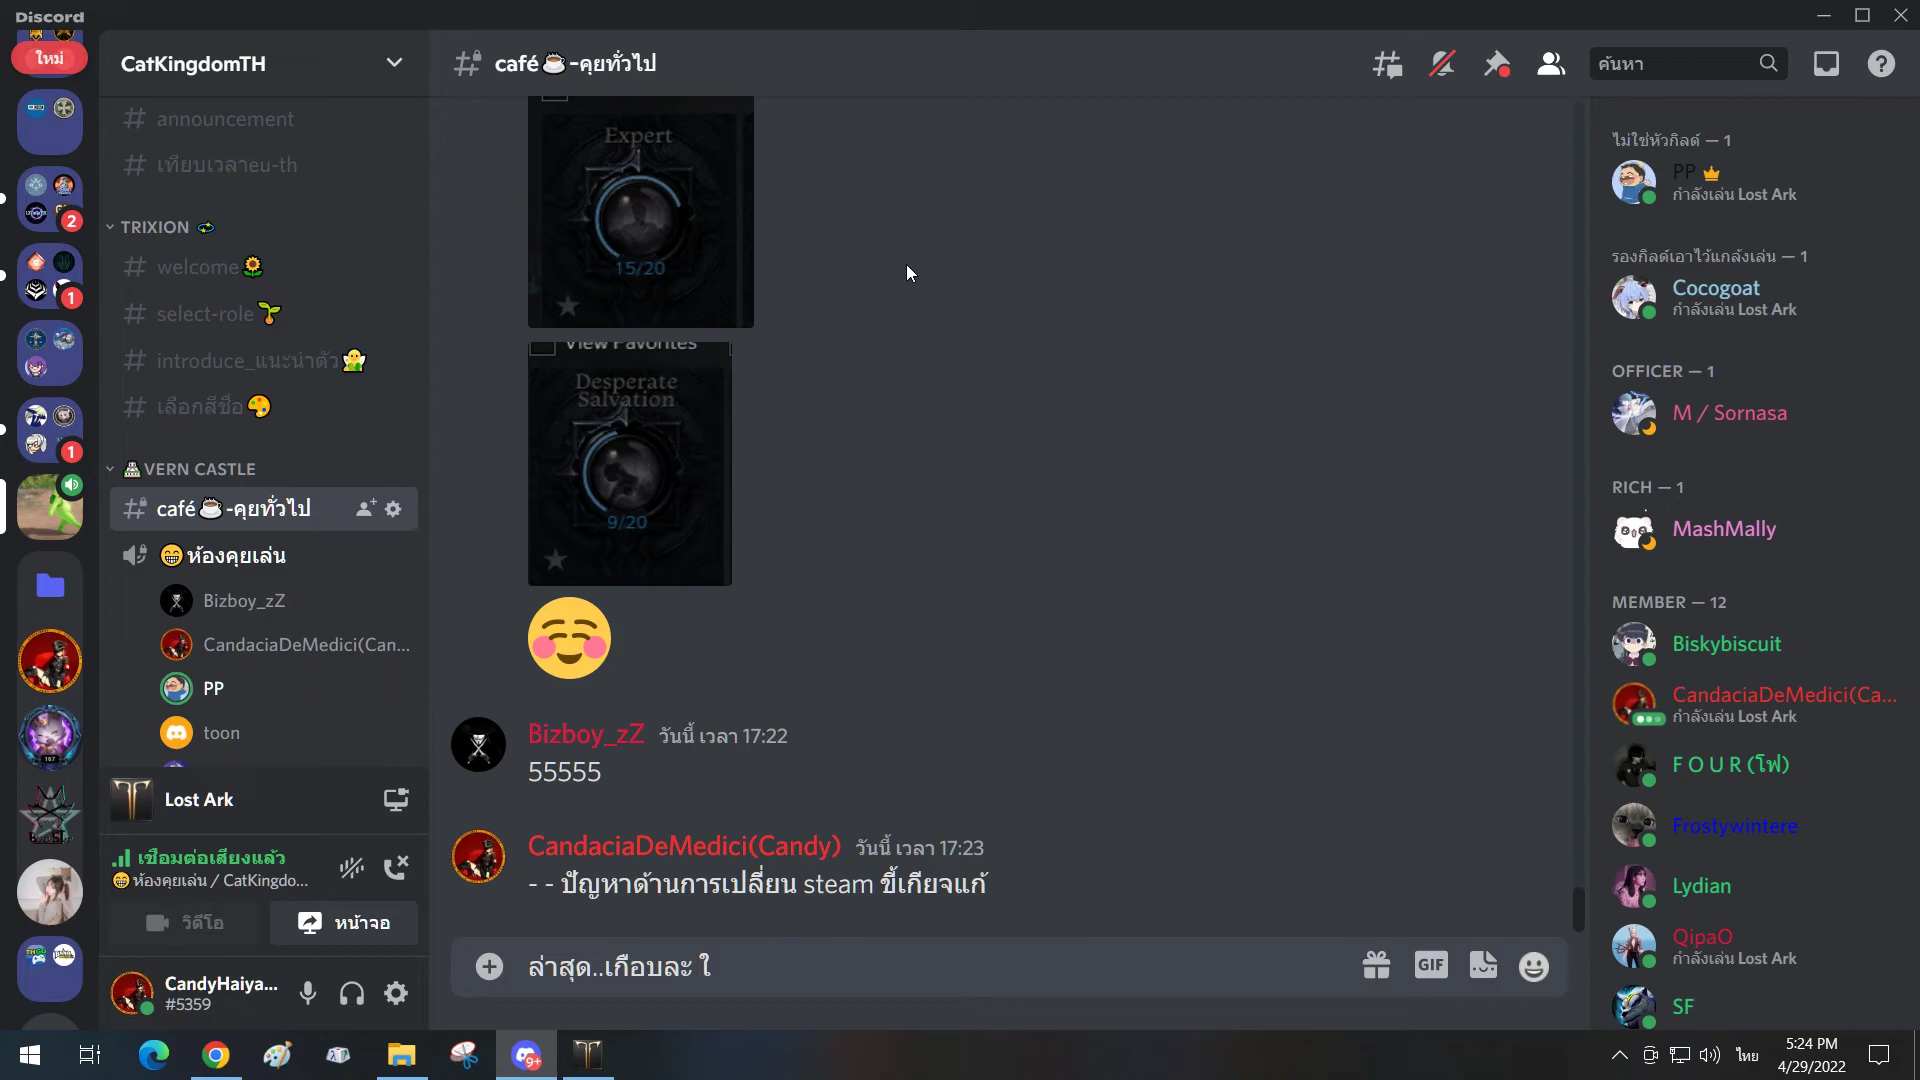 Discord
ใหม่
2
1
1
CatKingdomTH
announcement
เทียบเวลาeu-th
TRIXION
welcome🌻
select-role🌱
introduce_แนะนำตัว
เลือกสีชื่อ🎨
VERN CASTLE
café☕-คุยทั่วไป
😁ห้องคุยเล่น
Bizboy_zZ
CandaciaDeMedici(Can...
PP
toon
Lost Ark
เชื่อมต่อเสียงแล้ว
😁ห้องคุยเล่น / CatKingdo...
วิดีโอ
หน้าจอ
CandyHaiya...
#5359
café☕-คุยทั่วไป
ค้นหา
Expert
15/20
View Favorites
Desperate
Salvation
9/20
Bizboy_zZ วันนี้ เวลา 17:22
55555
CandaciaDeMedici(Candy) วันนี้ เวลา 17:23
- - ปัญหาด้านการเปลี่ยน steam ขี้เกียจแก้
ล่าสุด..เกือบละ ใ
GIF
ไม่ใช่หัวกิลด์ — 1
PP
กำลังเล่น Lost Ark
รองกิลด์เอาไว้แกล้งเล่น — 1
Cocogoat
กำลังเล่น Lost Ark
OFFICER — 1
M / Sornasa
RICH — 1
MashMally
MEMBER — 12
Biskybiscuit
CandaciaDeMedici(Ca...
กำลังเล่น Lost Ark
F O U R (โฟ)
Frostywintere
Lydian
QipaO
กำลังเล่น Lost Ark
SF
9+
ไทย
5:24 PM
4/29/2022